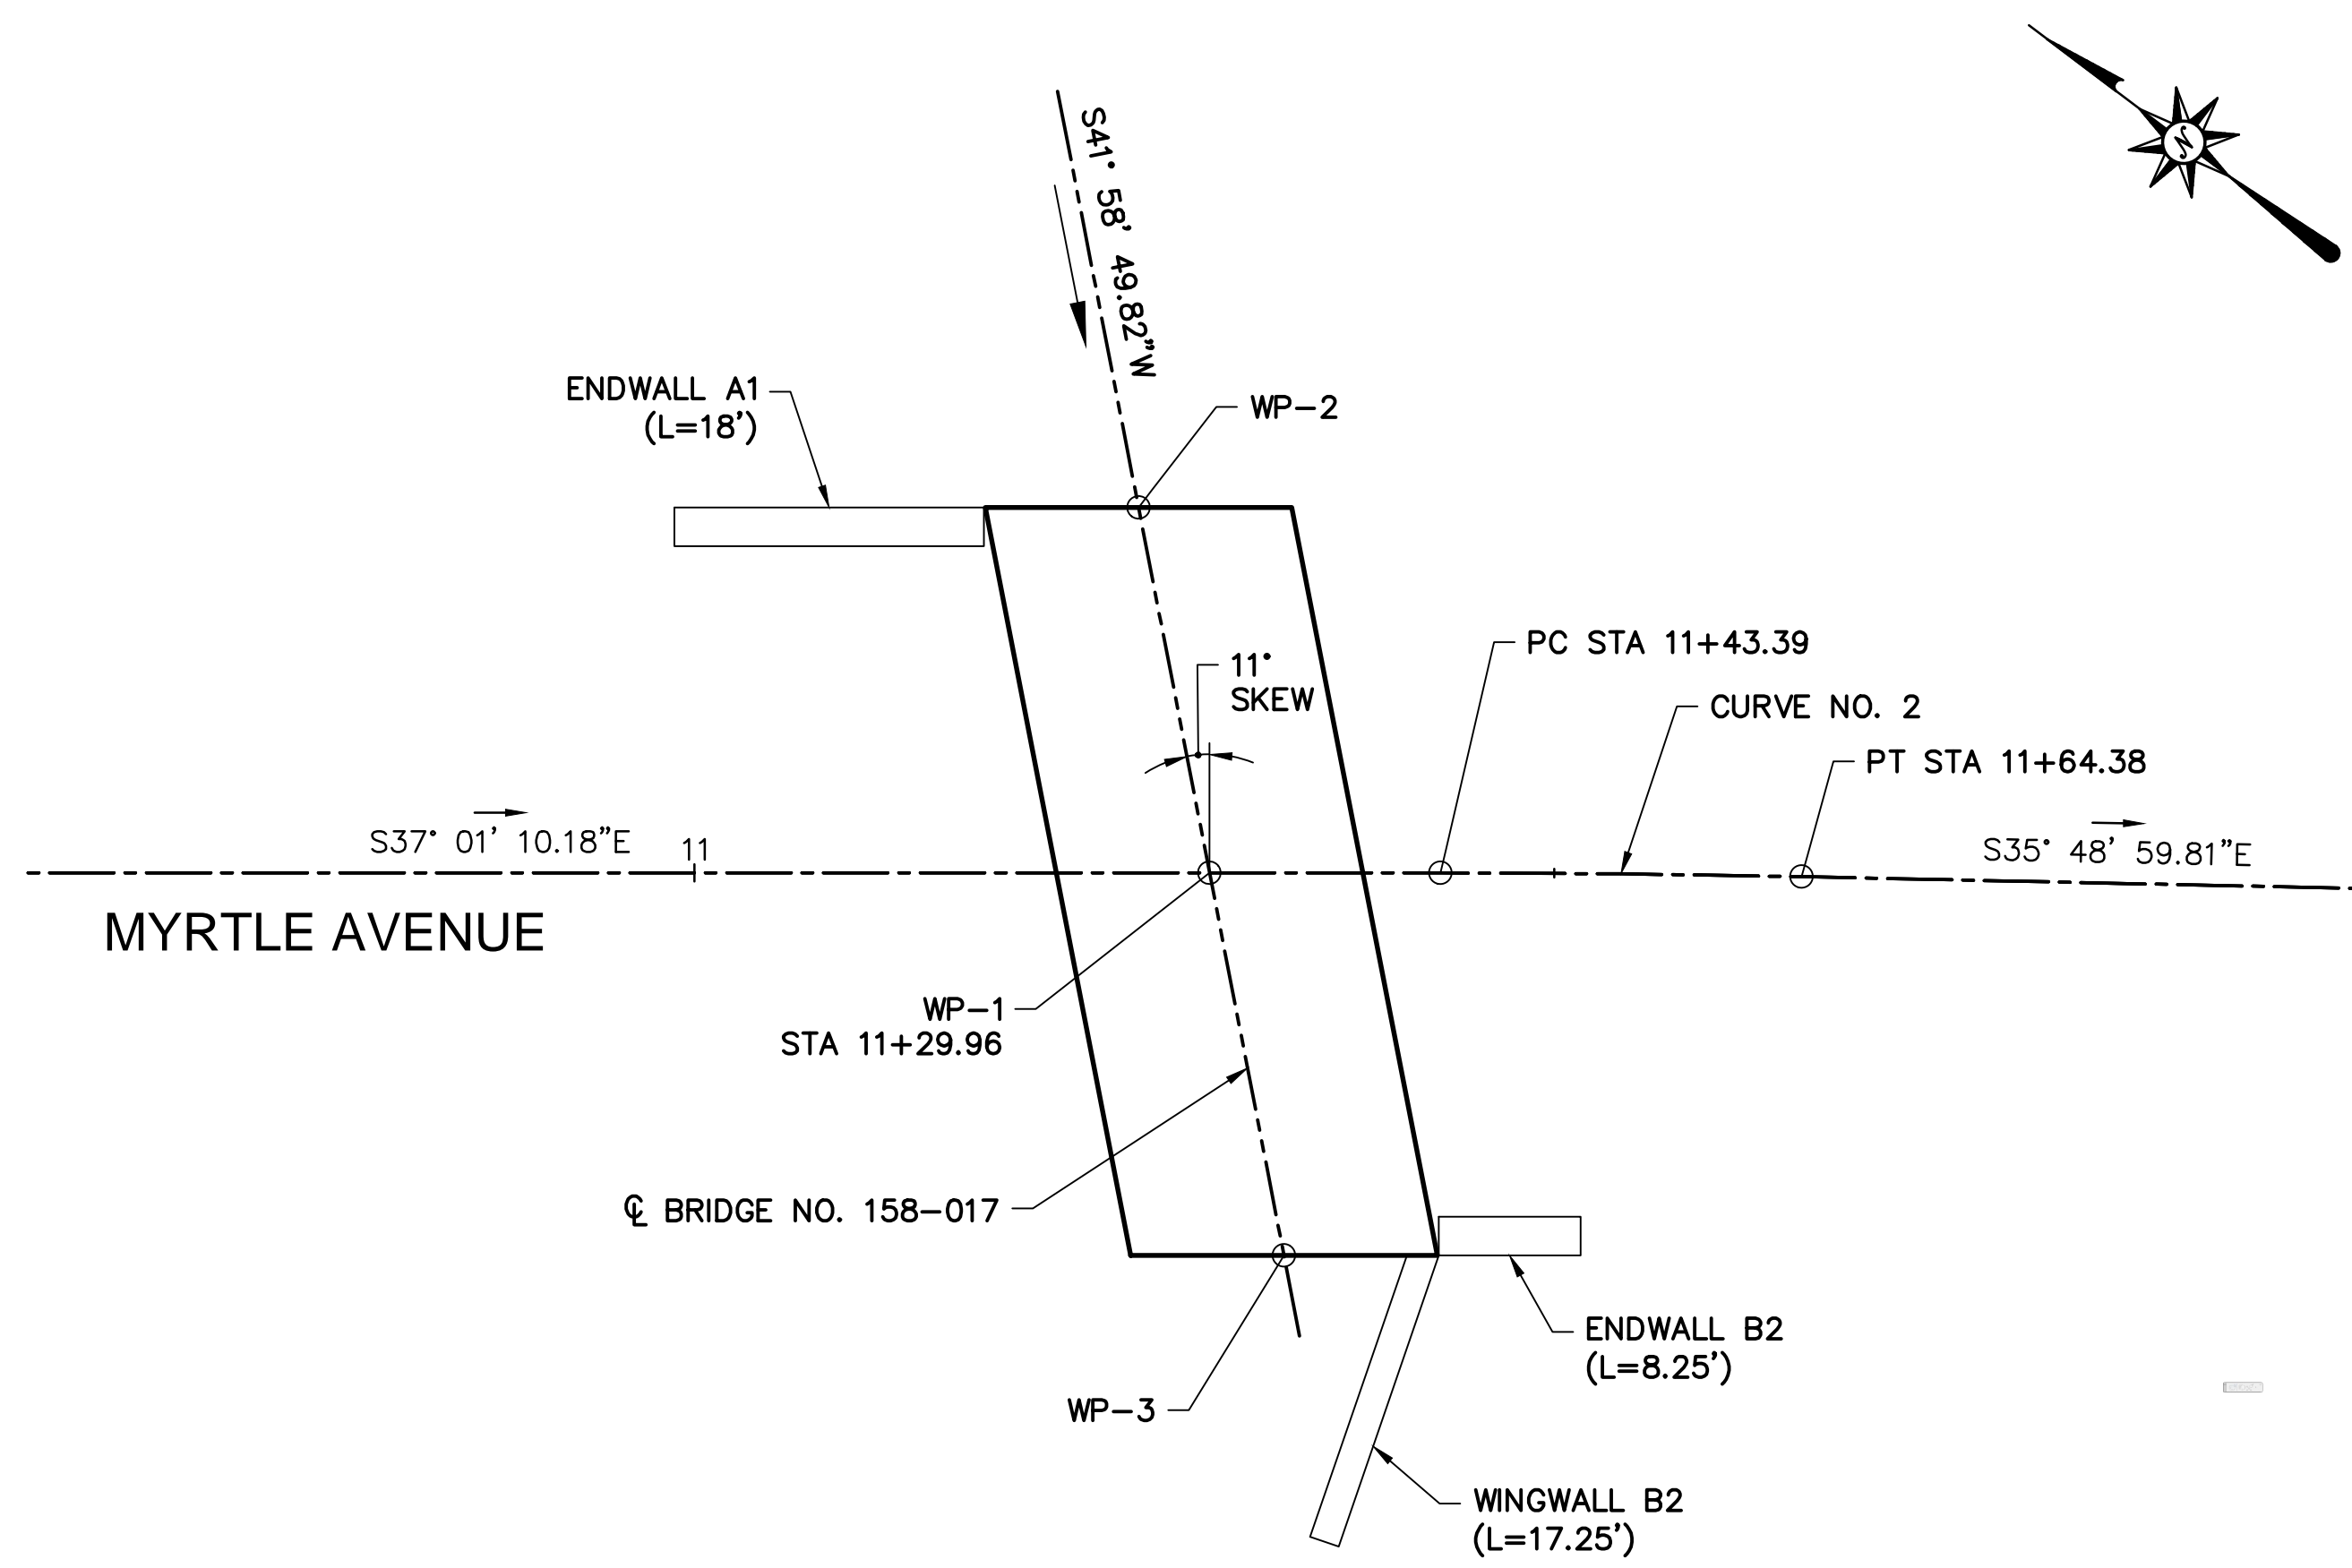 N
S41° 58' 49.82"W
ENDWALL A1
(L=18')
WP-2
11°
SKEW
PC STA 11+43.39
CURVE NO. 2
PT STA 11+64.38
S37° 01' 10.18"E
11
S35° 48' 59.81"E
MYRTLE AVENUE
WP-1
STA 11+29.96
℄ BRIDGE NO. 158-017
ENDWALL B2
(L=8.25')
WP-3
WINGWALL B2
(L=17.25')